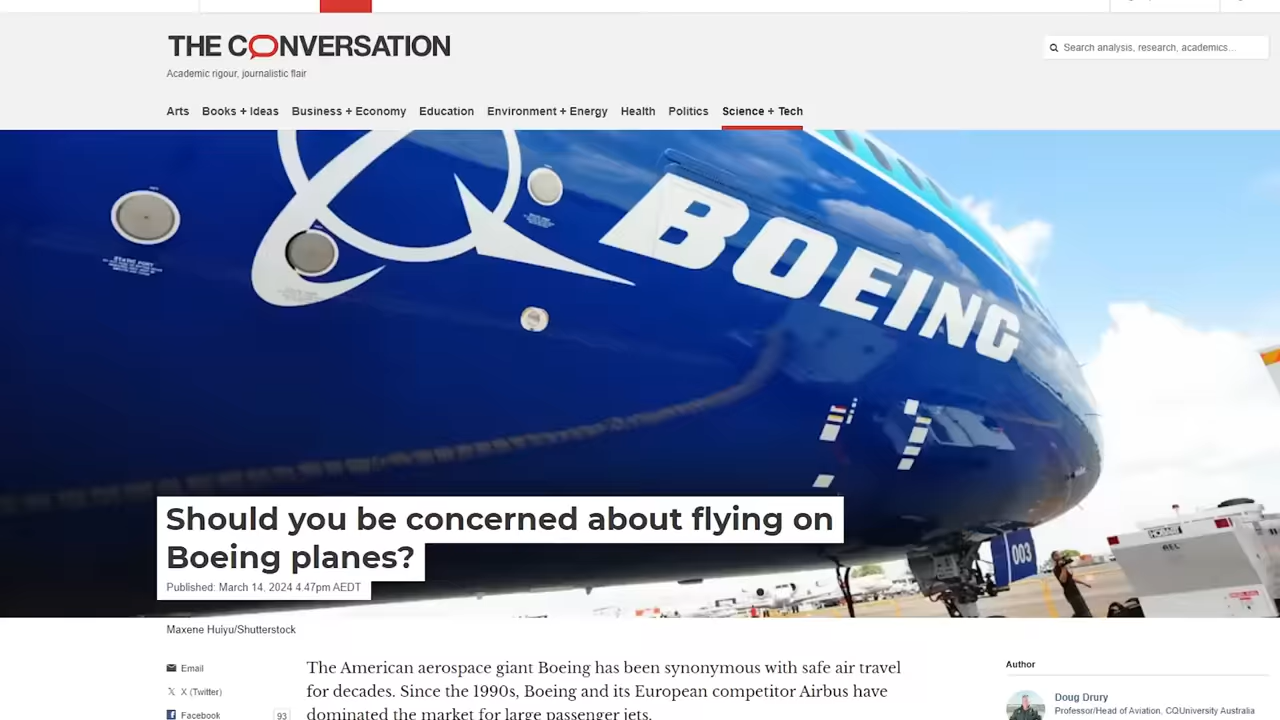 THE CONVERSATION
Academic rigour, journalistic flair
Search analysis, research, academics...
Arts Books + Ideas Business + Economy Education Environment + Energy Health Politics Science + Tech
BOEING
STATIC PORT
003
HOBART
AEL
Should you be concerned about flying on
Boeing planes?
Published: March 14, 2024 4.47pm AEDT
Maxene Huiyu/Shutterstock
Email
X (Twitter)
Facebook 93
The American aerospace giant Boeing has been synonymous with safe air travel
for decades. Since the 1990s, Boeing and its European competitor Airbus have
dominated the market for large passenger jets.
Author
Doug Drury
Professor/Head of Aviation, CQUniversity Australia